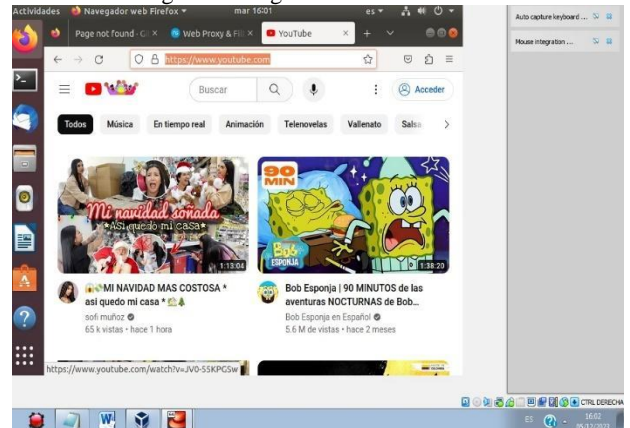 Actividades
Navegador web Firefox
mar 16:01
es
Page not found · G
Web Proxy & Fil
YouTube
https://www.youtube.com
Buscar
Acceder
Todos
Música
En tiempo real
Animación
Telenovelas
Vallenato
Salsa
Mi navidad soñada
*Así quedó mi casa*
1:13:04
90 MIN
BOB ESPONJA
1:38:20
MI NAVIDAD MAS COSTOSA *
asi quedo mi casa *
sofi muñoz
65 k vistas • hace 1 hora
Bob Esponja | 90 MINUTOS de las
aventuras NOCTURNAS de Bob...
Bob Esponja en Español
5.6 M de vistas • hace 2 meses
https://www.youtube.com/watch?v=JV0-55KPGSw
Auto capture keyboard ...
Mouse integration ...
CTRL DERECHA
ES
16:02